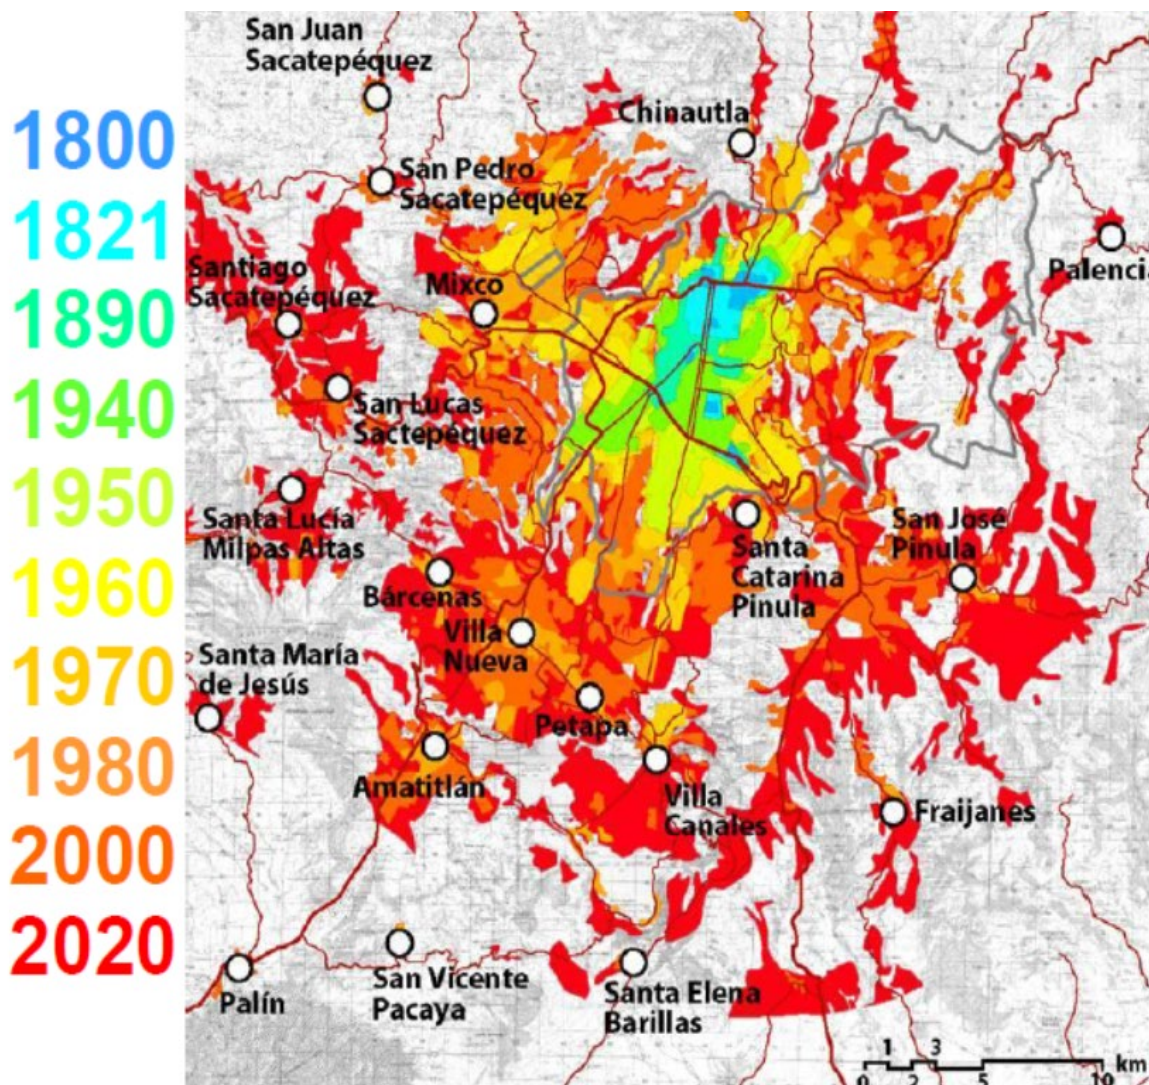 1800
1821
1890
1940
1950
1960
1970
1980
2000
2020
San Juan
Sacatepéquez
Chinautla
San Pedro
Sacatepéquez
Palencia
Santiago
Sacatepéquez
Mixco
San Lucas
Sactepéquez
Santa Lucía
Milpas Altas
Santa
Catarina
Pinula
San José
Pinula
Bárcenas
Villa
Nueva
Santa María
de Jesús
Petapa
Amatitlán
Villa
Canales
Fraijanes
Palín
San Vicente
Pacaya
Santa Elena
Barillas
1 3
0 2 5 10 km